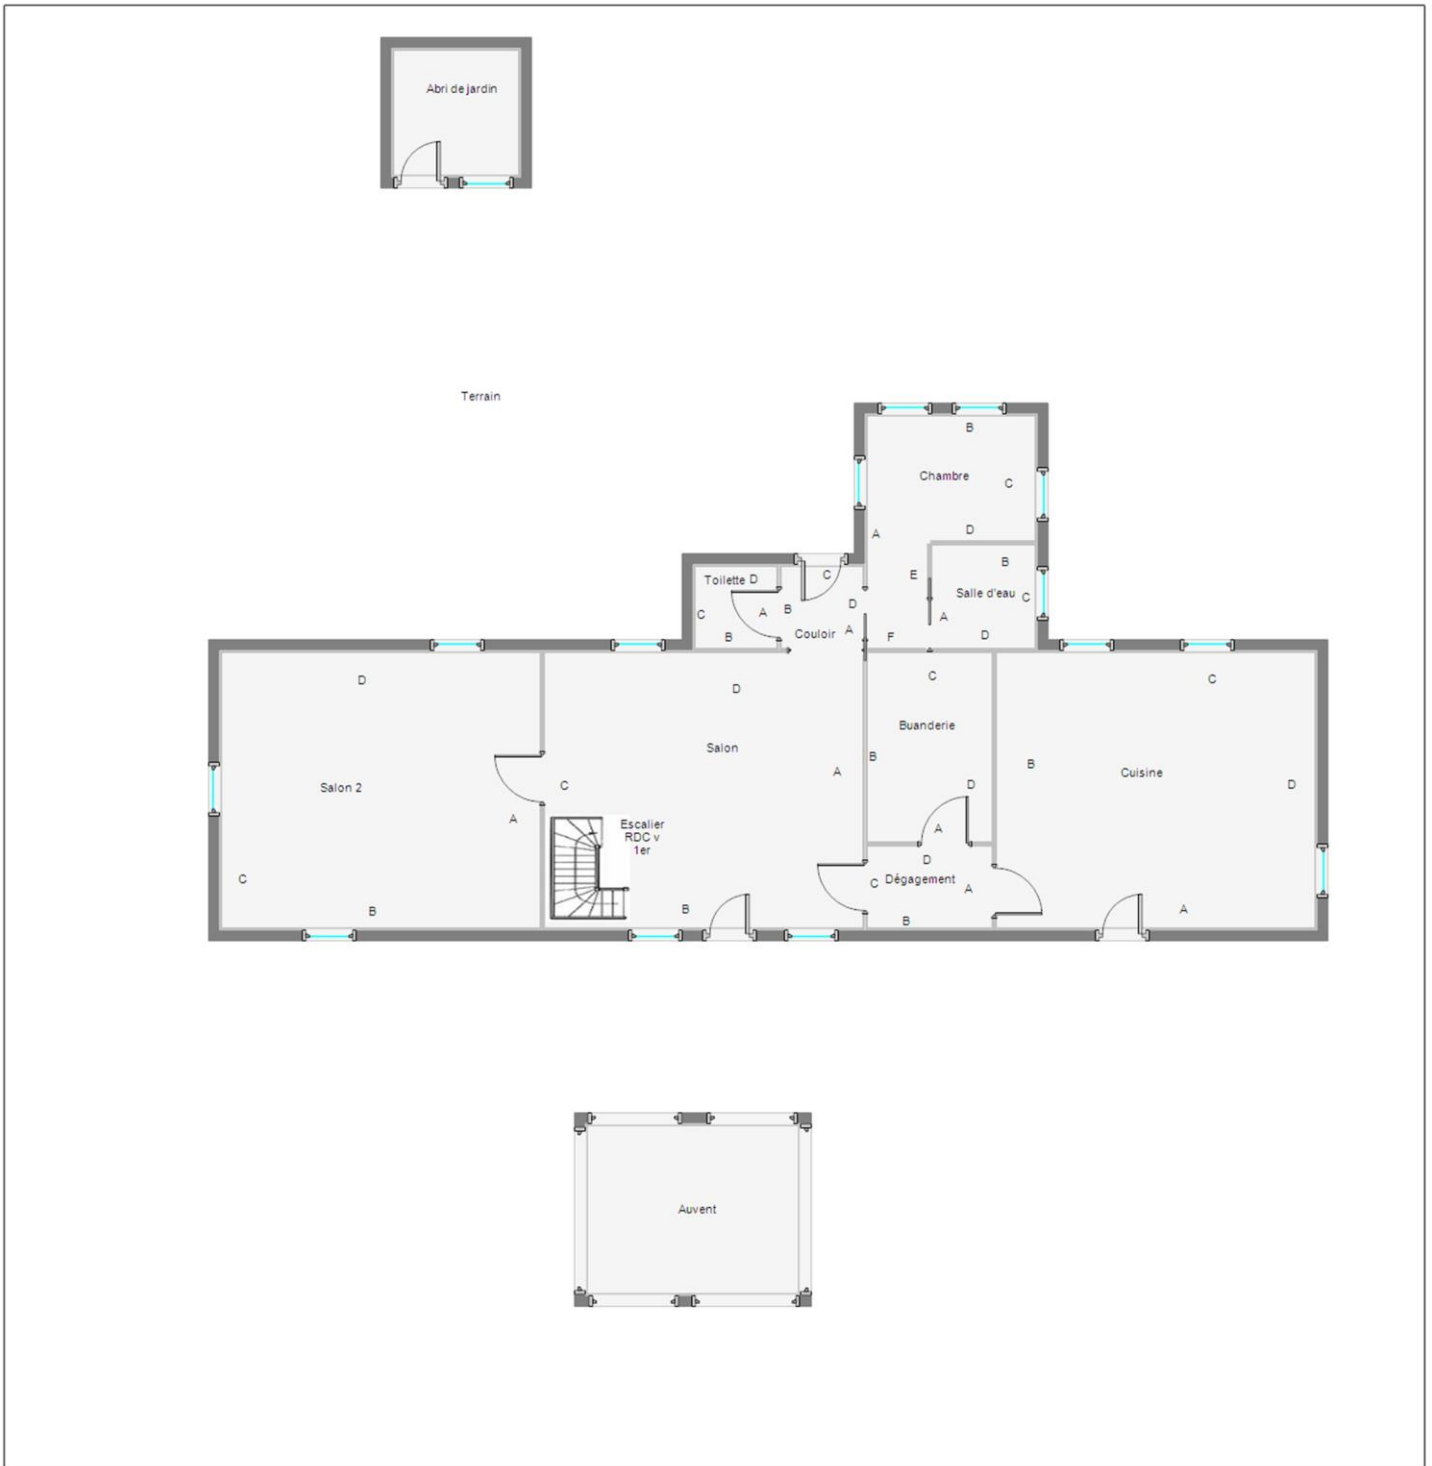 Abri de jardin
Terrain
B
Chambre
C
A
D
B
E
Salle d'eau
C
A
D
F
Toilette D
C
A
B
C
B
D
A
Couloir
D
Salon 2
A
C
B
D
Salon
A
C
Escalier
RDC v
1er
B
C
Buanderie
B
D
A
D
C Dégagement
A
B
C
B
Cuisine
D
A
Auvent